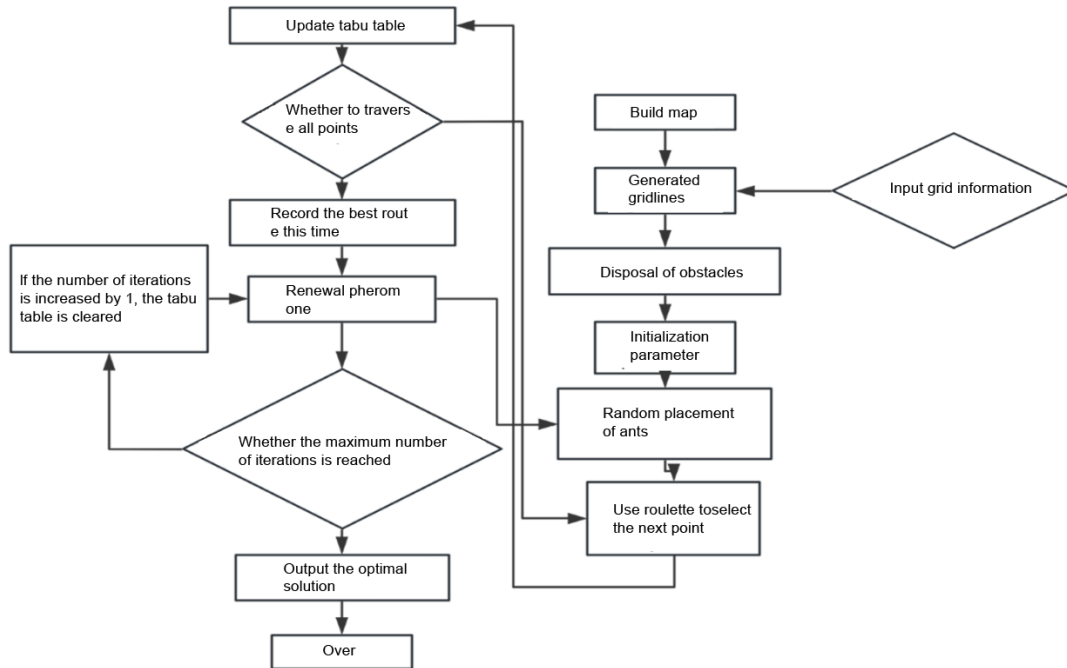 Update tabu table
Whether to travers
e all points
Record the best rout
e this time
If the number of iterations
is increased by 1, the tabu
table is cleared
Renewal pherom
one
Whether the maximum number
of iterations is reached
Output the optimal
solution
Over
Build map
Generated
gridlines
Input grid information
Disposal of obstacles
Initialization
parameter
Random placement
of ants
Use roulette toselect
the next point